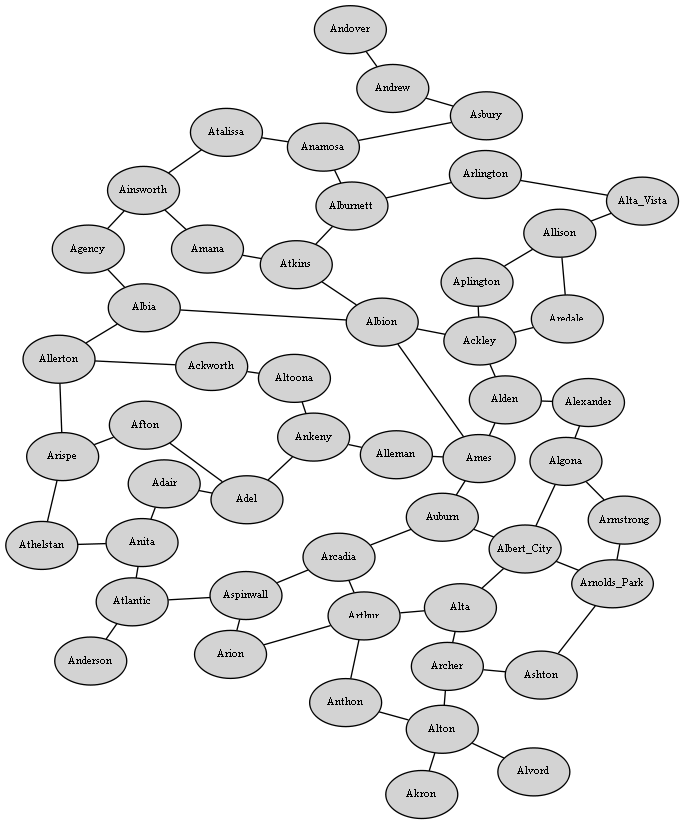 Andover
Andrew
Asbury
Atalissa
Anamosa
Arlington
Ainsworth
Alta_Vista
Alburnett
Allison
Agency
Amana
Atkins
Aplington
Albia
Albion
Aredale
Ackley
Allerton
Ackworth
Altoona
Alden
Alexander
Afton
Ankeny
Arispe
Alleman
Ames
Algona
Adair
Adel
Auburn
Armstrong
Athelstan
Anita
Albert_City
Arcadia
Arnolds_Park
Aspinwall
Atlantic
Alta
Arthur
Arion
Anderson
Archer
Ashton
Anthon
Alton
Alvord
Akron